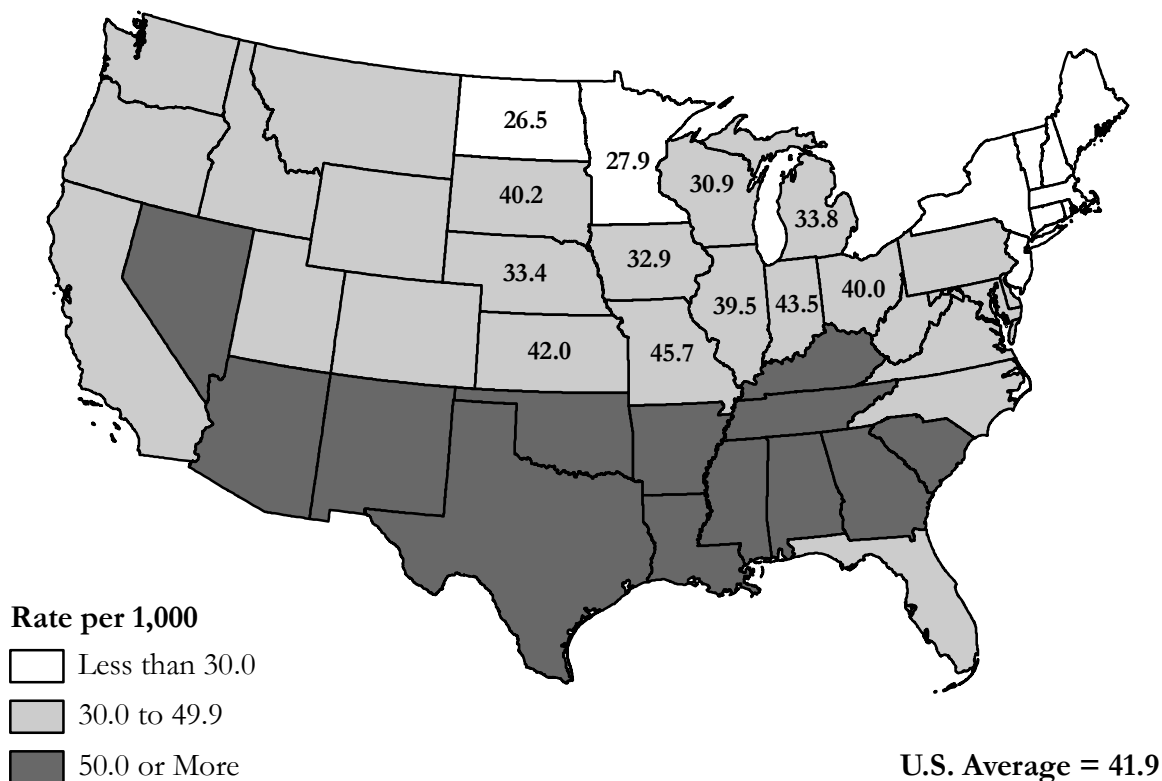 26.5
27.9
30.9
40.2
33.8
32.9
33.4
40.0
39.5
43.5
42.0
45.7
Rate per 1,000
Less than 30.0
30.0 to 49.9
50.0 or More
U.S. Average = 41.9